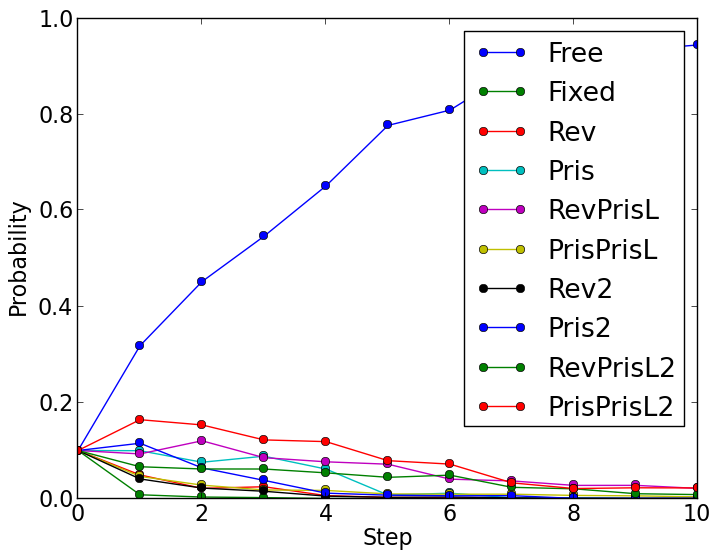 1.0
0.8
0.6
0.4
0.2
0.0
Probability
0 2 4 6 8 10
Step
Free
Fixed
Rev
Pris
RevPrisL
PrisPrisL
Rev2
Pris2
RevPrisL2
PrisPrisL2